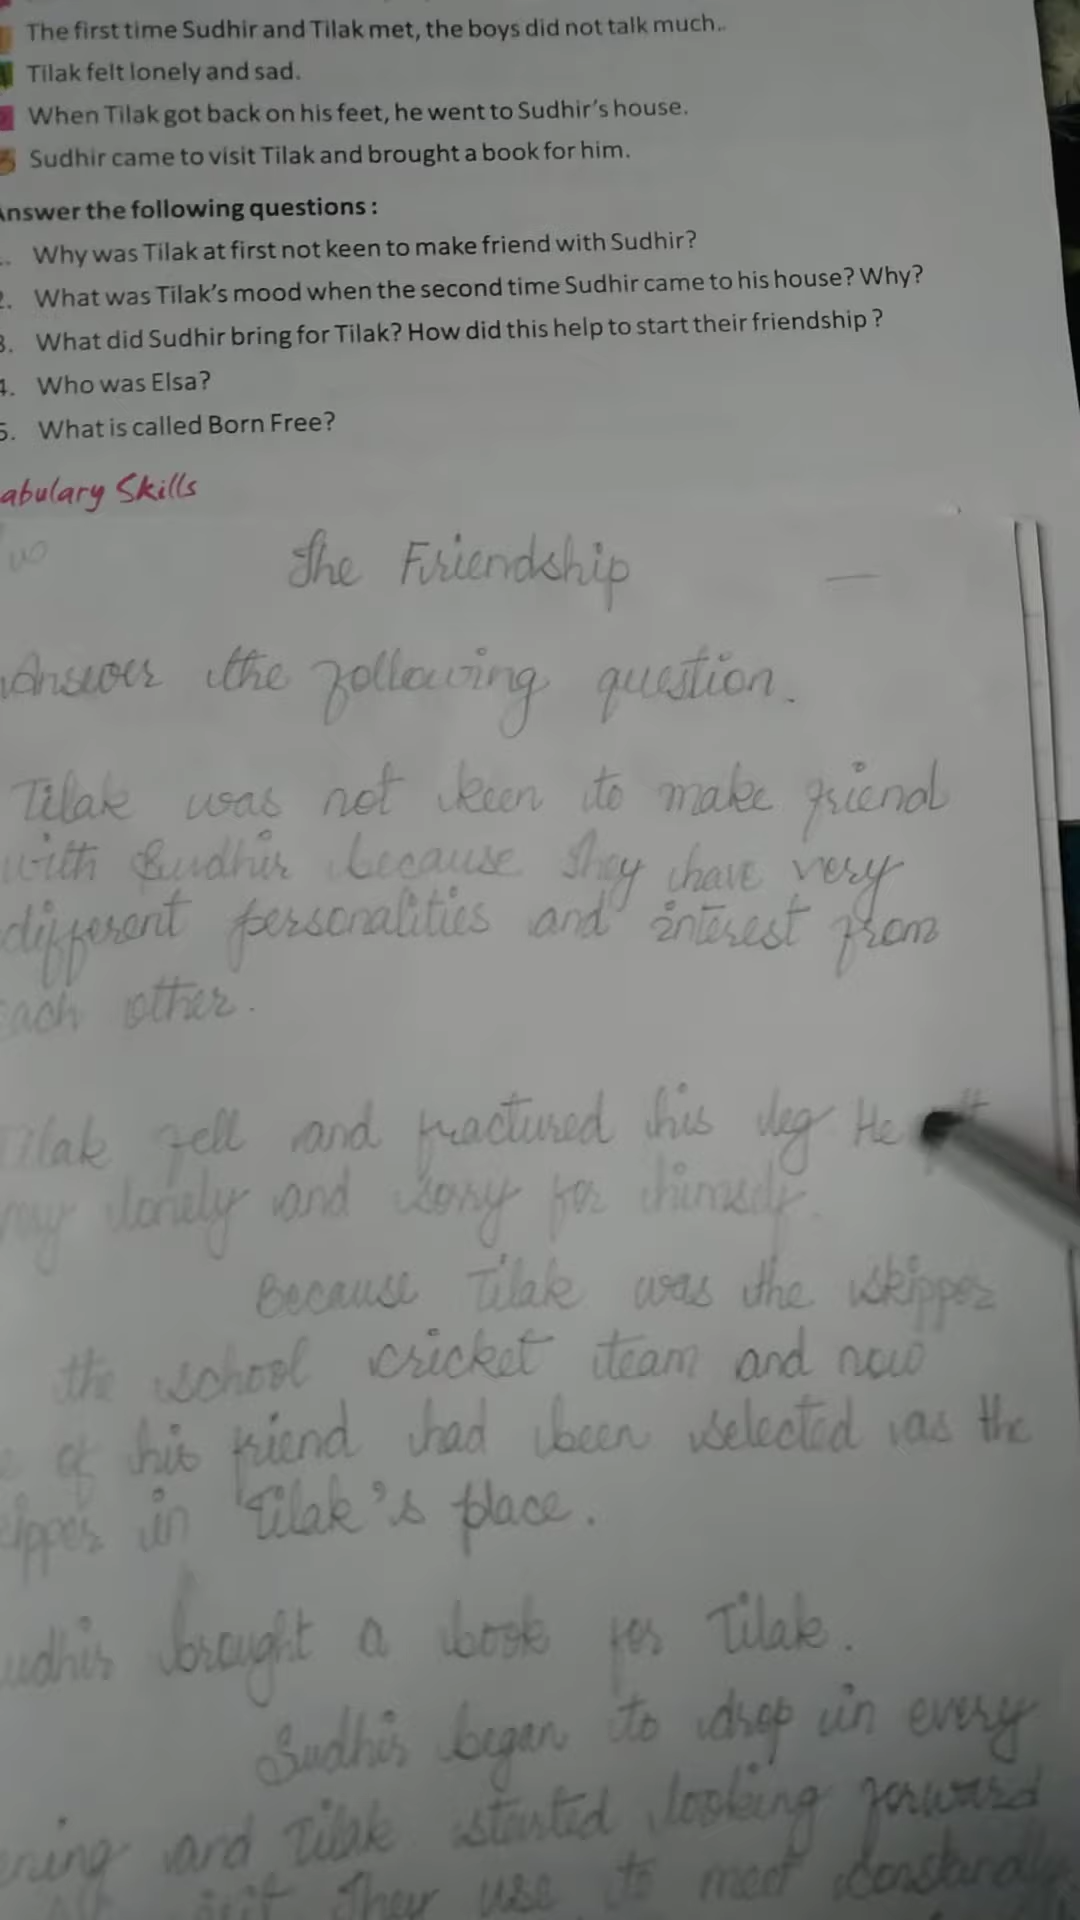 The first time Sudhir and Tilak met, the boys did not talk much..
Tilak felt lonely and sad.
When Tilak got back on his feet, he went to Sudhir's house.
Sudhir came to visit Tilak and brought a book for him.
Answer the following questions :
Why was Tilak at first not keen to make friend with Sudhir?
2. What was Tilak's mood when the second time Sudhir came to his house? Why?
3. What did Sudhir bring for Tilak? How did this help to start their friendship ?
4. Who was Elsa?
5. What is called Born Free?
abulary Skills
The Friendship
Answer the following question.
Tilak was not keen to make friend
with Sudhir because they have very
different personalities and interest from
each other.
Tilak fell and fractured his leg He
lonely and sorry for himself.
Because Tilak was the skipper
the school cricket team and now
of his friend had been selected as the
ipper in Tilak's place.
udhir brought a book for Tilak.
Sudhir began to drop in every
ening and Tilak started looking forward
They use to meet